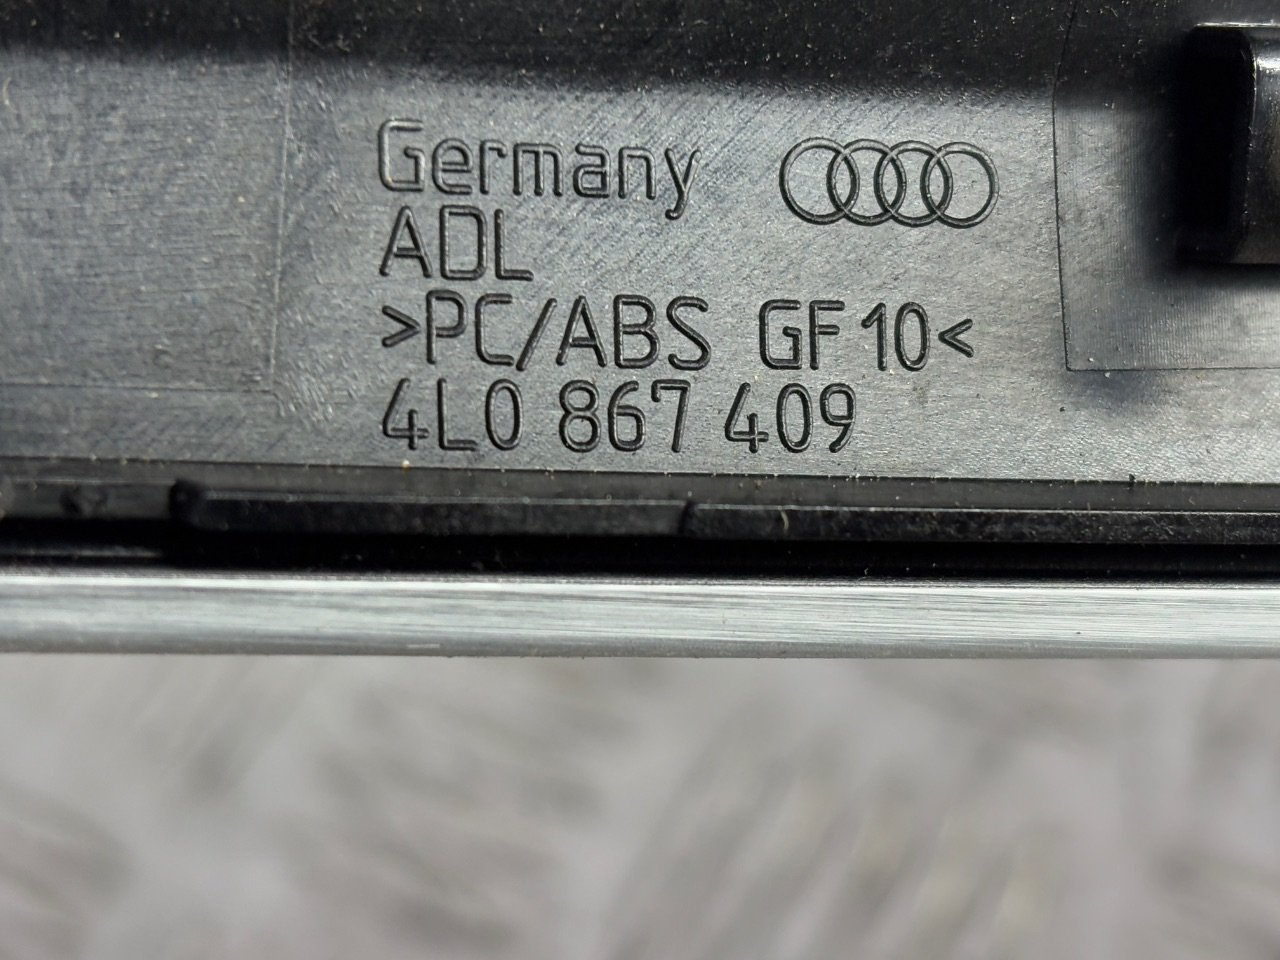 Germany
ADL
>PC/ABS GF10<
4L0 867 409